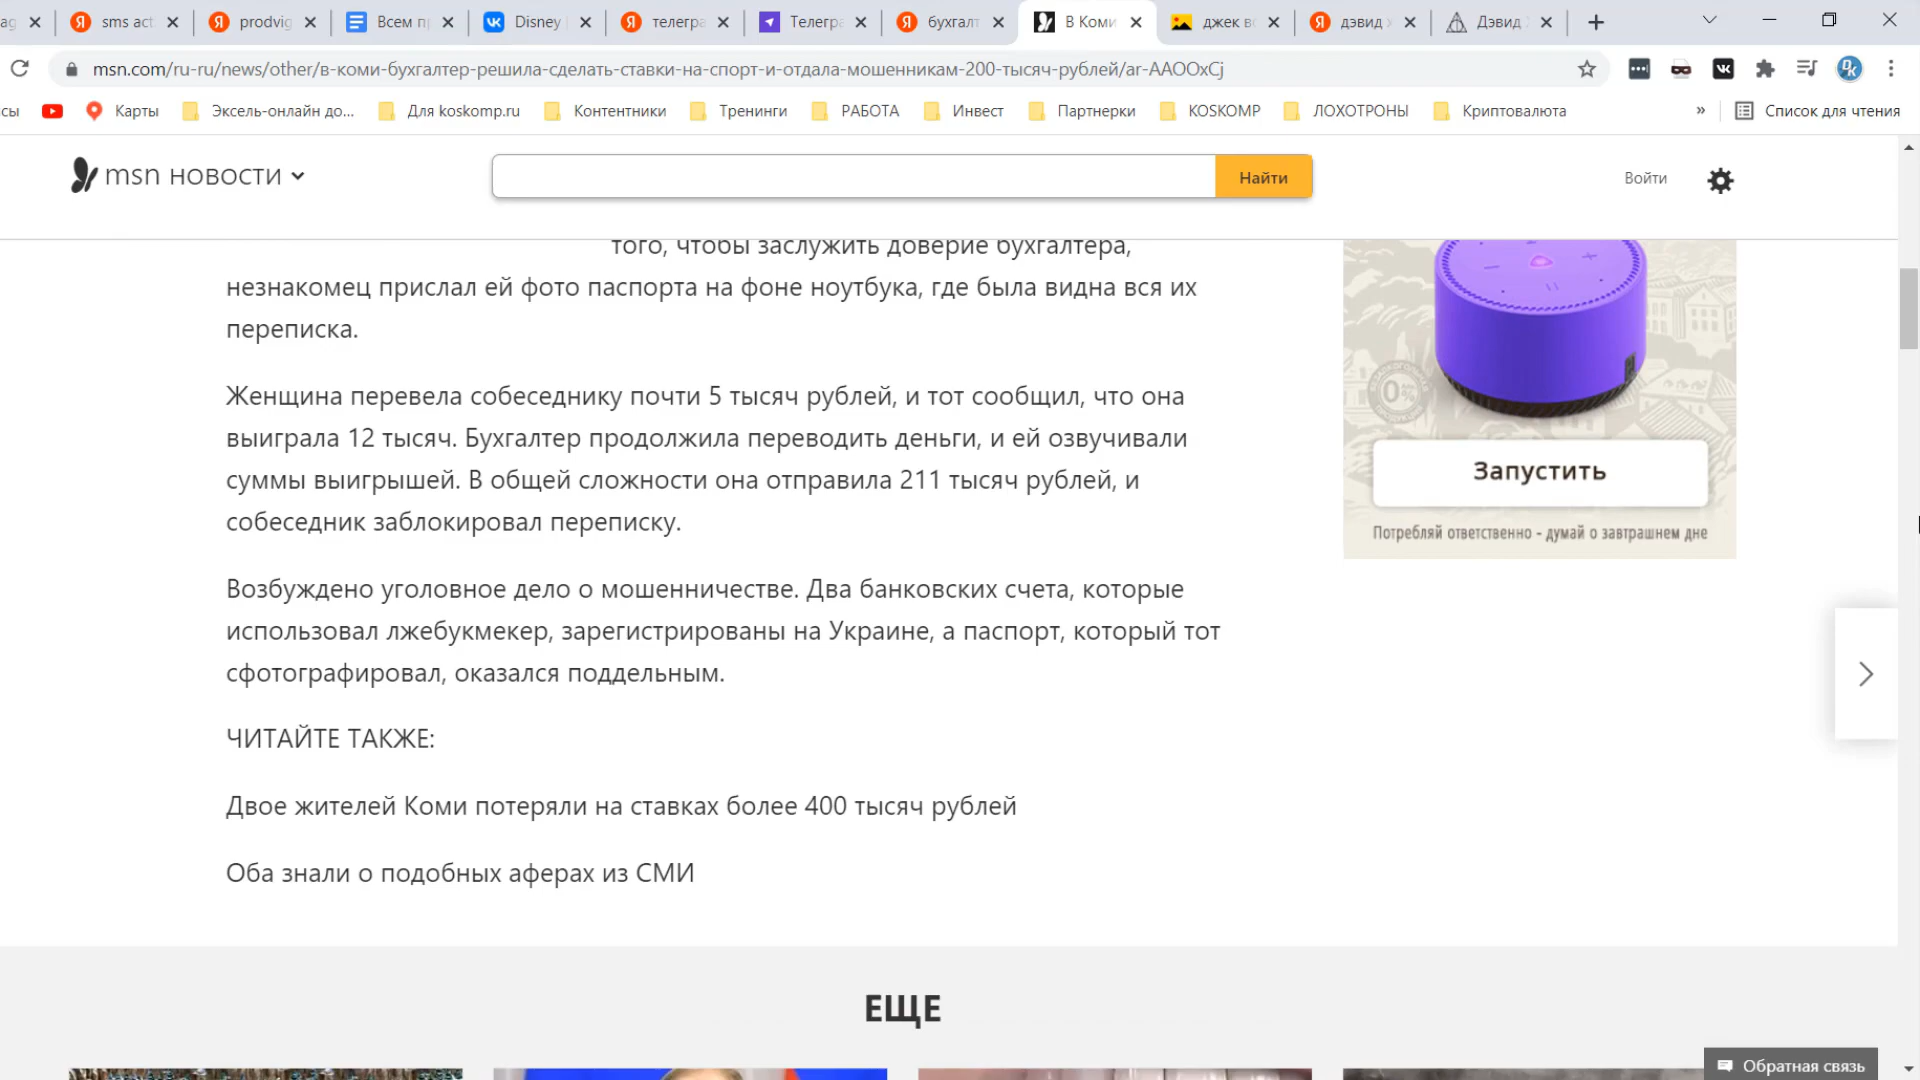 ag
sms act
prodvig
Всем п
Disney
телегра
Телегра
бухгалт
В Коми
джек во
дэвид х
Дэвид
msn.com/ru-ru/news/other/в-коми-бухгалтер-решила-сделать-ставки-на-спорт-и-отдала-мошенникам-200-тысяч-рублей/ar-AAOOxCj
сы
Карты
Эксель-онлайн до...
Для koskomp.ru
Контентники
Тренинги
РАБОТА
Инвест
Партнерки
KOSKOMP
ЛОХОТРОНЫ
Криптовалюта
»
Список для чтения
msn новости
Найти
Войти
того, чтобы заслужить доверие бухгалтера,
незнакомец прислал ей фото паспорта на фоне ноутбука, где была видна вся их
переписка.
Женщина перевела собеседнику почти 5 тысяч рублей, и тот сообщил, что она
выиграла 12 тысяч. Бухгалтер продолжила переводить деньги, и ей озвучивали
суммы выигрышей. В общей сложности она отправила 211 тысяч рублей, и
собеседник заблокировал переписку.
Возбуждено уголовное дело о мошенничестве. Два банковских счета, которые
использовал лжебукмекер, зарегистрированы на Украине, а паспорт, который тот
сфотографировал, оказался поддельным.
ЧИТАЙТЕ ТАКЖЕ:
Двое жителей Коми потеряли на ставках более 400 тысяч рублей
Оба знали о подобных аферах из СМИ
0%
Запустить
Потребляй ответственно - думай о завтрашнем дне
ЕЩЕ
Обратная связь